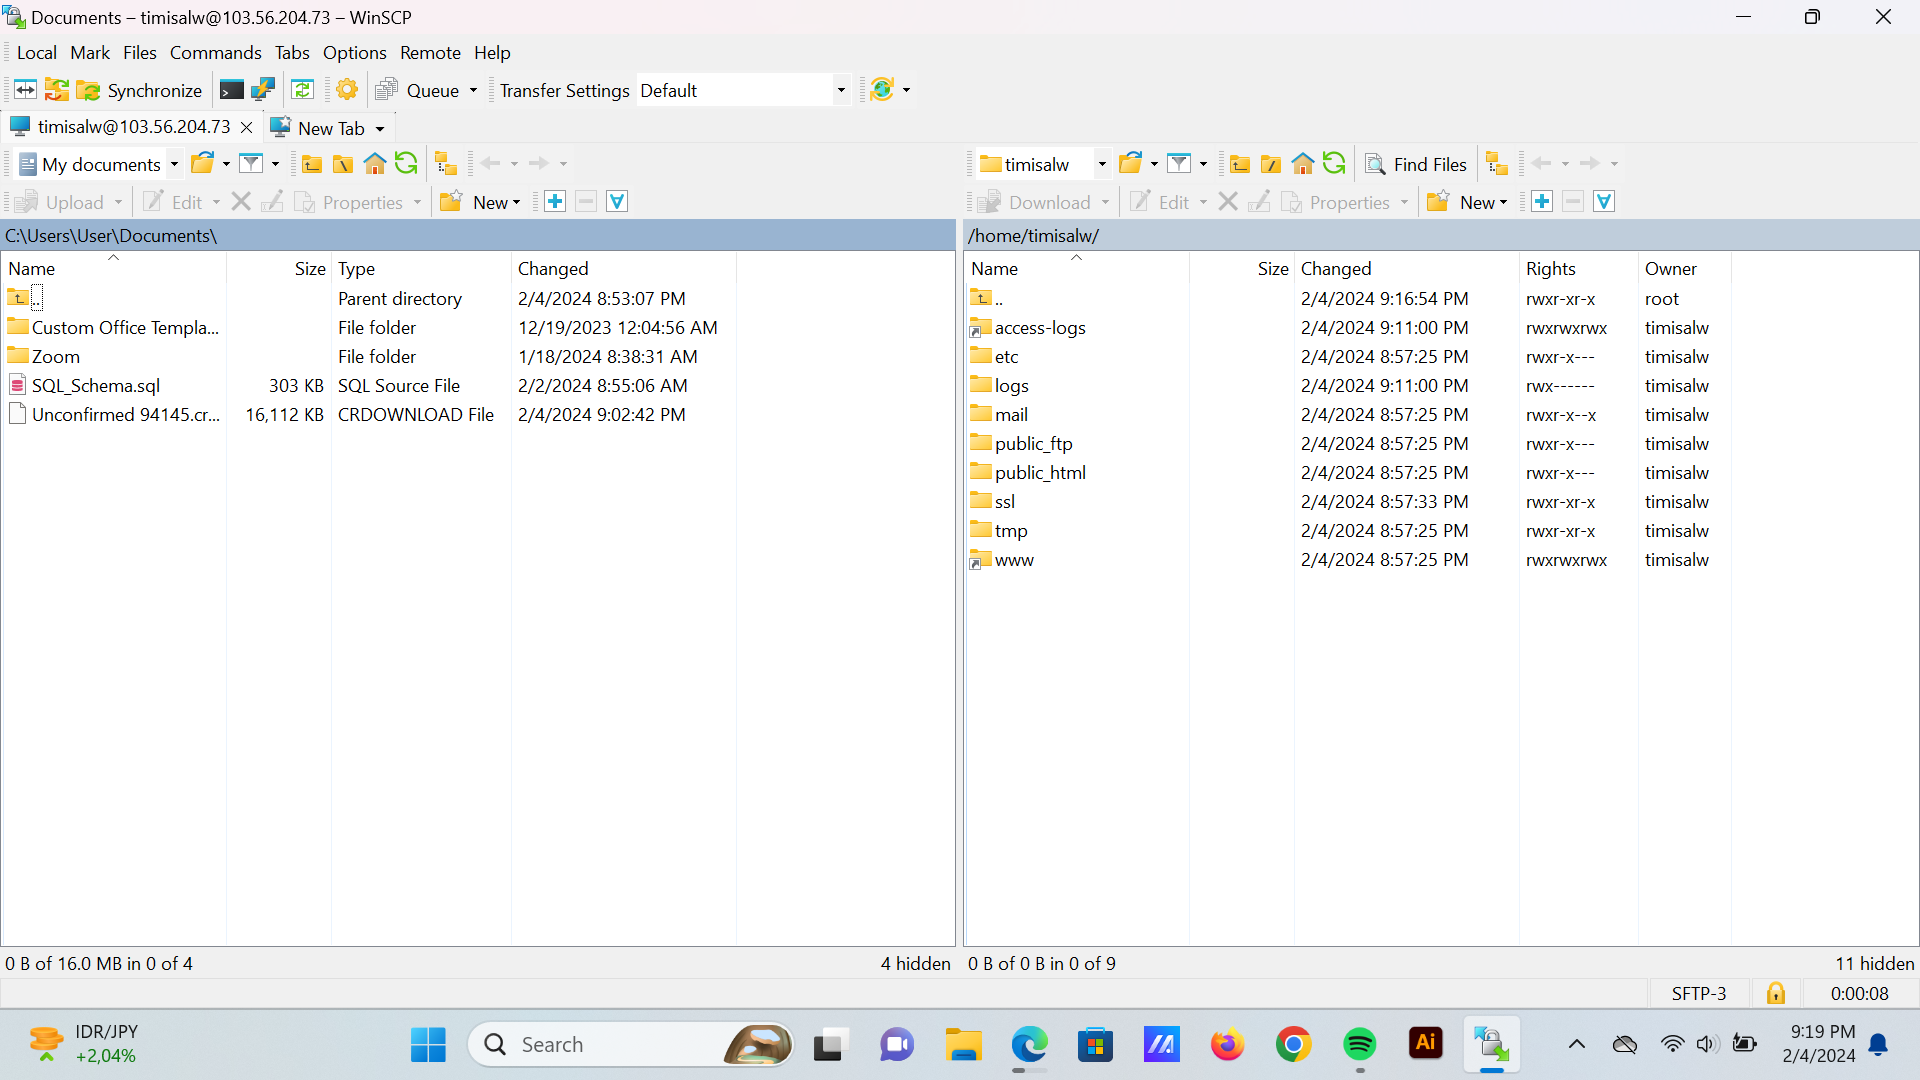 Documents – timisalw@103.56.204.73 – WinSCP
Local Mark Files Commands Tabs Options Remote Help
Synchronize Queue Transfer Settings Default
timisalw@103.56.204.73 New Tab
My documents timisalw Find Files
Upload Edit Properties New Download Edit Properties New
C:\Users\User\Documents\
Name Size Type Changed
.. Parent directory 2/4/2024 8:53:07 PM
Custom Office Templa... File folder 12/19/2023 12:04:56 AM
Zoom File folder 1/18/2024 8:38:31 AM
SQL_Schema.sql 303 KB SQL Source File 2/2/2024 8:55:06 AM
Unconfirmed 94145.cr... 16,112 KB CRDOWNLOAD File 2/4/2024 9:02:42 PM
0 B of 16.0 MB in 0 of 4 4 hidden
/home/timisalw/
Name Size Changed Rights Owner
.. 2/4/2024 9:16:54 PM rwxr-xr-x root
access-logs 2/4/2024 9:11:00 PM rwxrwxrwx timisalw
etc 2/4/2024 8:57:25 PM rwxr-x--- timisalw
logs 2/4/2024 9:11:00 PM rwx------ timisalw
mail 2/4/2024 8:57:25 PM rwxr-x--x timisalw
public_ftp 2/4/2024 8:57:25 PM rwxr-x--- timisalw
public_html 2/4/2024 8:57:25 PM rwxr-x--- timisalw
ssl 2/4/2024 8:57:33 PM rwxr-xr-x timisalw
tmp 2/4/2024 8:57:25 PM rwxr-xr-x timisalw
www 2/4/2024 8:57:25 PM rwxrwxrwx timisalw
0 B of 0 B in 0 of 9 11 hidden
SFTP-3 0:00:08
IDR/JPY
+2,04%
Search
Ai
9:19 PM
2/4/2024